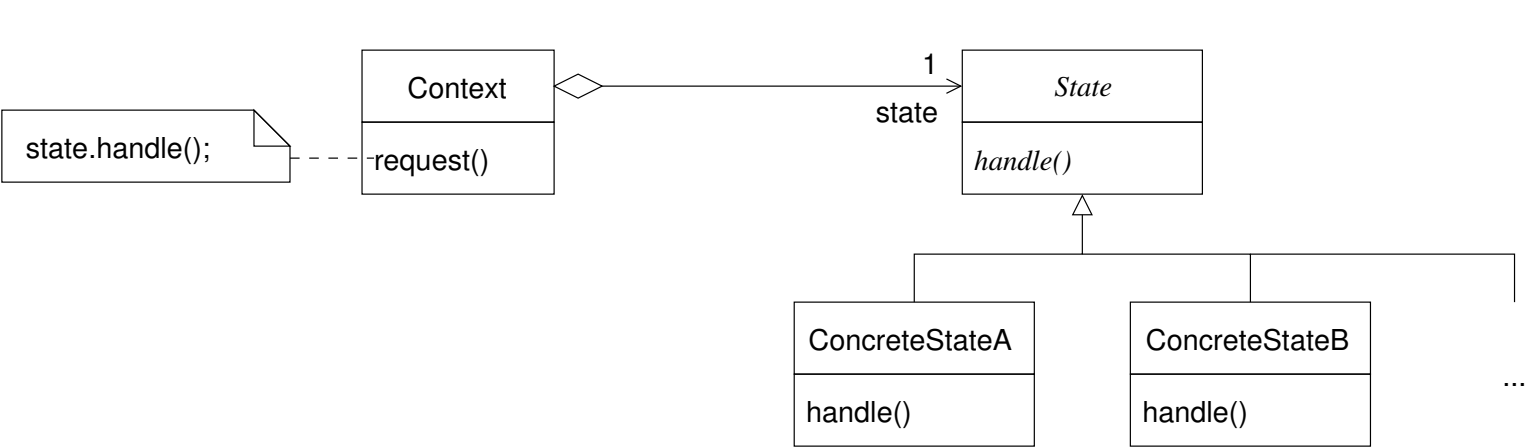 Context
1
State
state.handle();
state
request()
handle()
ConcreteStateA
ConcreteStateB
...
handle()
handle()